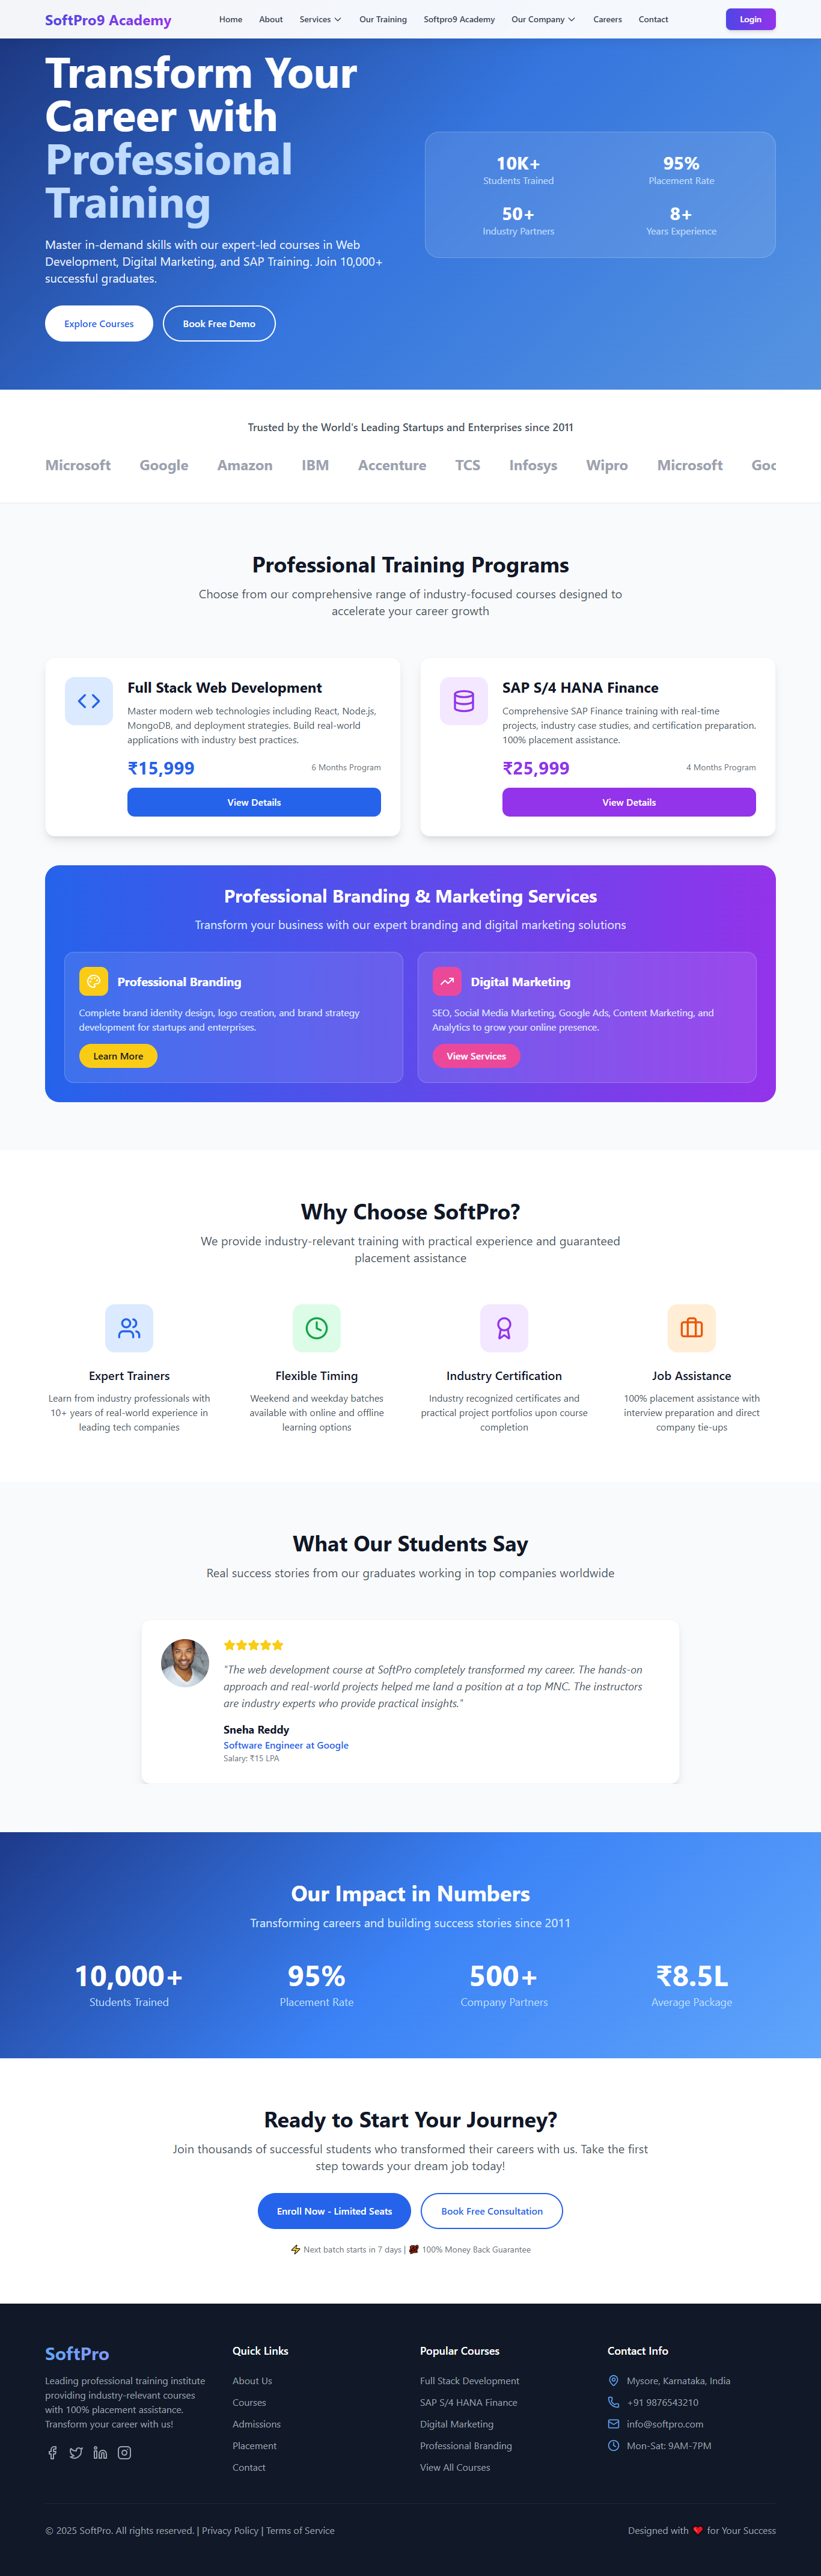 SoftPro9 Academy
Home About Services Our Training Softpro9 Academy Our Company Careers Contact
Login
Transform Your
Career with
Professional
Training
Master in-demand skills with our expert-led courses in Web
Development, Digital Marketing, and SAP Training. Join 10,000+
successful graduates.
Explore Courses
Book Free Demo
10K+
Students Trained
95%
Placement Rate
50+
Industry Partners
8+
Years Experience
Trusted by the World's Leading Startups and Enterprises since 2011
Microsoft Google Amazon IBM Accenture TCS Infosys Wipro Microsoft Goo
Professional Training Programs
Choose from our comprehensive range of industry-focused courses designed to
accelerate your career growth
Full Stack Web Development
Master modern web technologies including React, Node.js,
MongoDB, and deployment strategies. Build real-world
applications with industry best practices.
₹15,999
6 Months Program
View Details
SAP S/4 HANA Finance
Comprehensive SAP Finance training with real-time
projects, industry case studies, and certification preparation.
100% placement assistance.
₹25,999
4 Months Program
View Details
Professional Branding & Marketing Services
Transform your business with our expert branding and digital marketing solutions
Professional Branding
Complete brand identity design, logo creation, and brand strategy
development for startups and enterprises.
Learn More
Digital Marketing
SEO, Social Media Marketing, Google Ads, Content Marketing, and
Analytics to grow your online presence.
View Services
Why Choose SoftPro?
We provide industry-relevant training with practical experience and guaranteed
placement assistance
Expert Trainers
Learn from industry professionals with
10+ years of real-world experience in
leading tech companies
Flexible Timing
Weekend and weekday batches
available with online and offline
learning options
Industry Certification
Industry recognized certificates and
practical project portfolios upon course
completion
Job Assistance
100% placement assistance with
interview preparation and direct
company tie-ups
What Our Students Say
Real success stories from our graduates working in top companies worldwide
"The web development course at SoftPro completely transformed my career. The hands-on
approach and real-world projects helped me land a position at a top MNC. The instructors
are industry experts who provide practical insights."
Sneha Reddy
Software Engineer at Google
Salary: ₹15 LPA
Our Impact in Numbers
Transforming careers and building success stories since 2011
10,000+
Students Trained
95%
Placement Rate
500+
Company Partners
₹8.5L
Average Package
Ready to Start Your Journey?
Join thousands of successful students who transformed their careers with us. Take the first
step towards your dream job today!
Enroll Now - Limited Seats
Book Free Consultation
Next batch starts in 7 days | 100% Money Back Guarantee
SoftPro
Leading professional training institute
providing industry-relevant courses
with 100% placement assistance.
Transform your career with us!
Quick Links
About Us
Courses
Admissions
Placement
Contact
Popular Courses
Full Stack Development
SAP S/4 HANA Finance
Digital Marketing
Professional Branding
View All Courses
Contact Info
Mysore, Karnataka, India
+91 9876543210
info@softpro.com
Mon-Sat: 9AM-7PM
© 2025 SoftPro. All rights reserved. | Privacy Policy | Terms of Service
Designed with ❤️ for Your Success